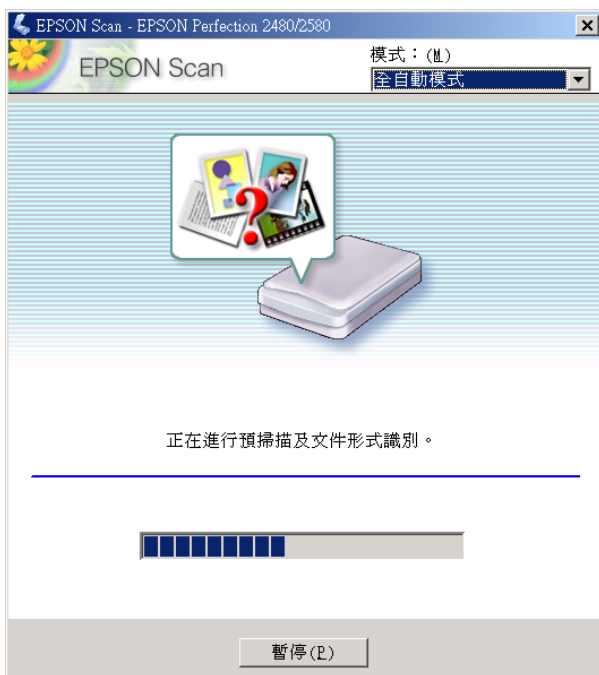 EPSON Scan - EPSON Perfection 2480/2580
EPSON Scan
模式：(M)
全自動模式
?
正在進行預掃描及文件形式識別。
暫停(P)